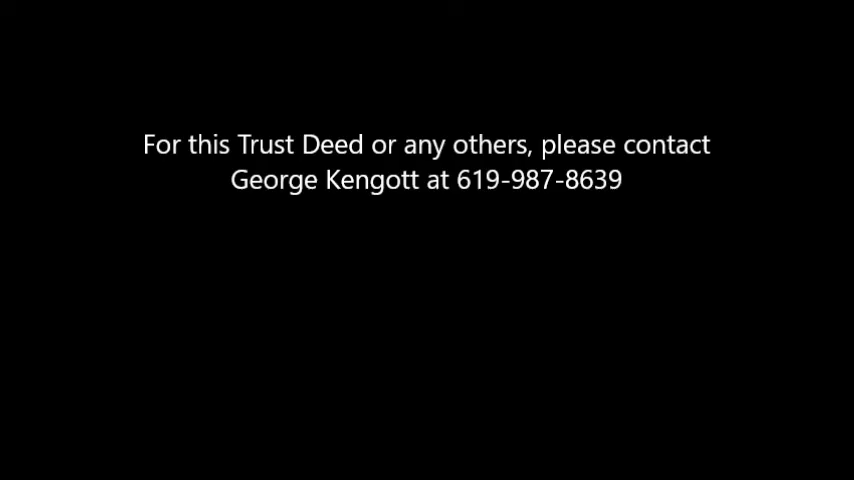 For this Trust Deed or any others, please contact
George Kengott at 619-987-8639